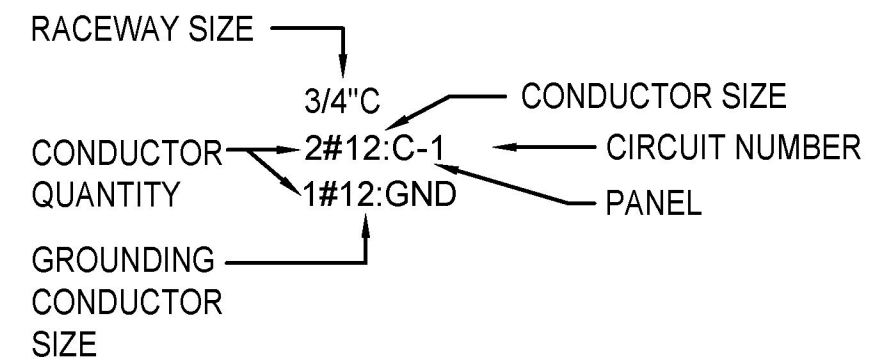 RACEWAY SIZE
3/4"C
CONDUCTOR SIZE
2#12:C-1
CIRCUIT NUMBER
CONDUCTOR
QUANTITY
1#12:GND
PANEL
GROUNDING
CONDUCTOR
SIZE